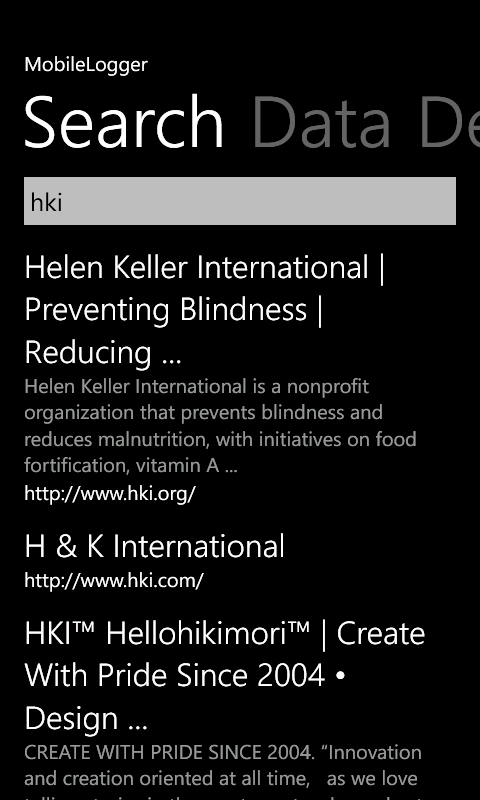 MobileLogger
Search Data De
hki
Helen Keller International |
Preventing Blindness |
Reducing ...
Helen Keller International is a nonprofit
organization that prevents blindness and
reduces malnutrition, with initiatives on food
fortification, vitamin A ...
http://www.hki.org/
H & K International
http://www.hki.com/
HKI™ Hellohikimori™ | Create
With Pride Since 2004 •
Design ...
CREATE WITH PRIDE SINCE 2004. “Innovation
and creation oriented at all time,   as we love